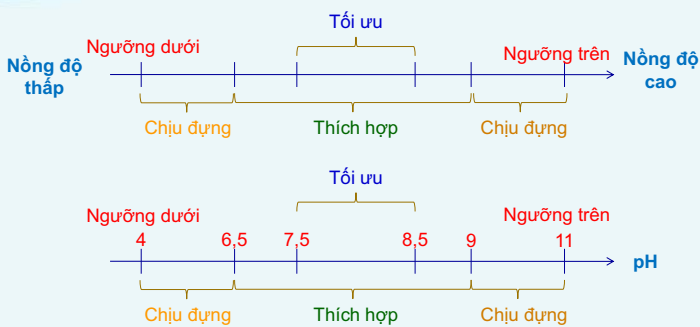 Tối ưu
Ngưỡng dưới
Ngưỡng trên
Nồng độ
thấp
Nồng độ
cao
Chịu đựng
Thích hợp
Chịu đựng
Tối ưu
Ngưỡng dưới
Ngưỡng trên
4
6,5
7,5
8,5
9
11
pH
Chịu đựng
Thích hợp
Chịu đựng